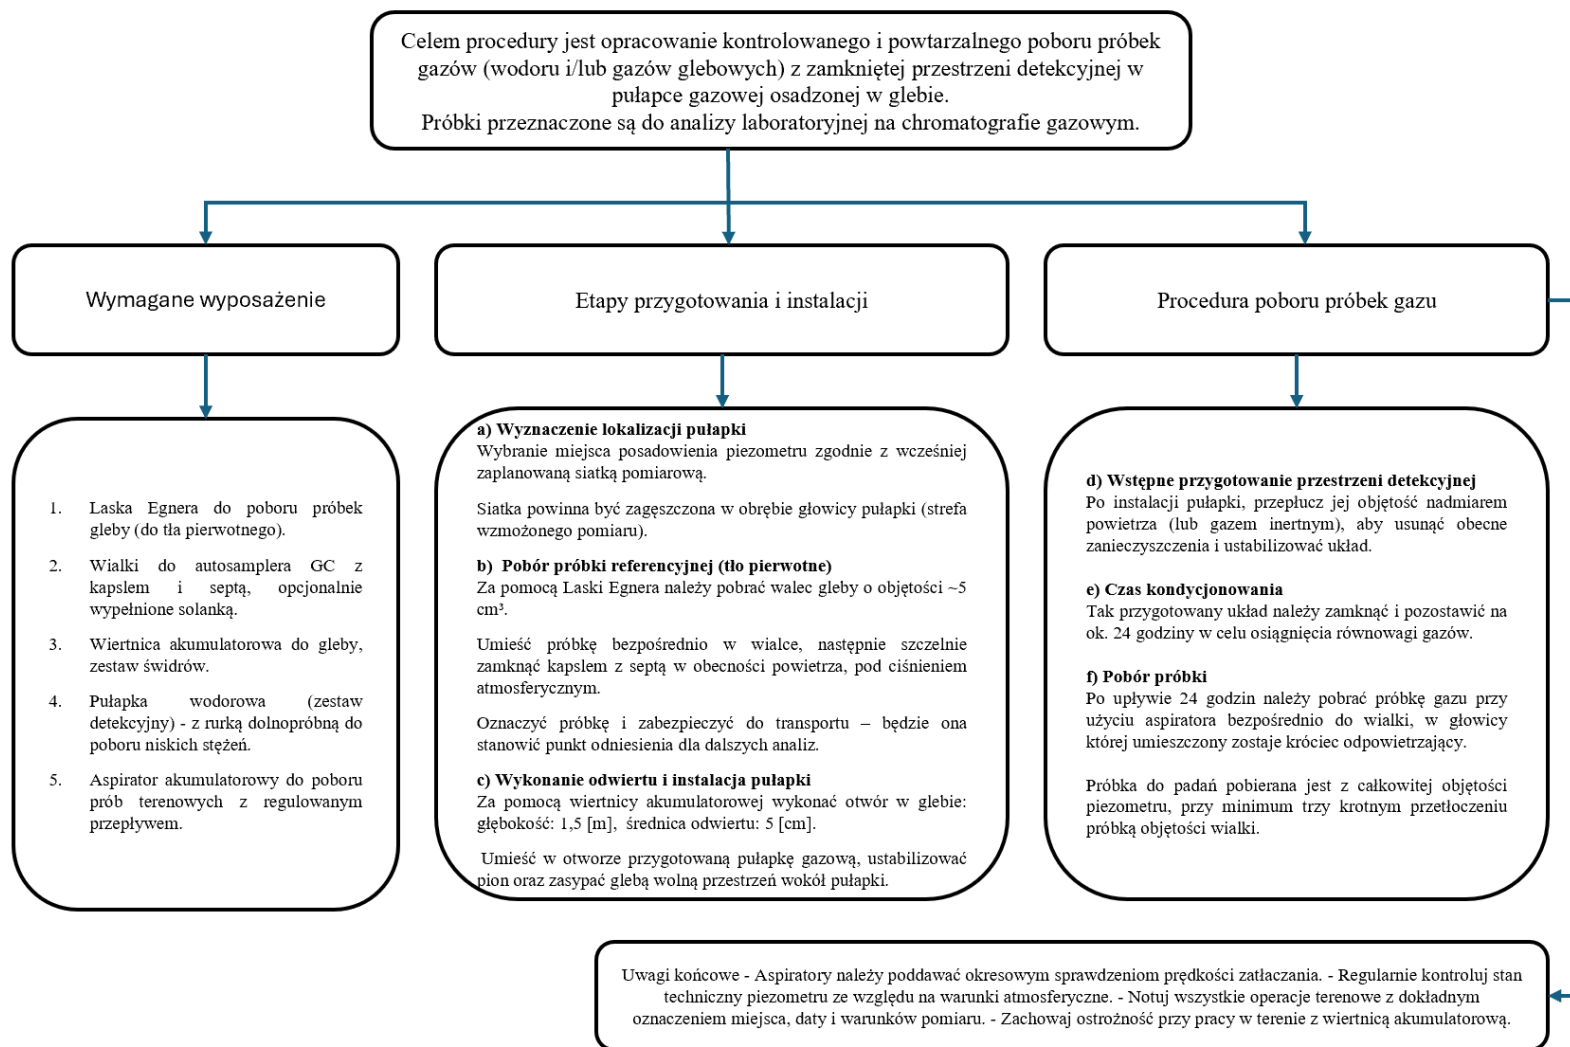 Celem procedury jest opracowanie kontrolowanego i powtarzalnego poboru próbek
gazów (wodoru i/lub gazów glebowych) z zamkniętej przestrzeni detekcyjnej w
pułapce gazowej osadzonej w glebie.
Próbki przeznaczone są do analizy laboratoryjnej na chromatografie gazowym.
Wymagane wyposażenie
Etapy przygotowania i instalacji
Procedura poboru próbek gazu
1. Laska Egnera do poboru próbek
gleby (do tła pierwotnego).
2. Wialki do autosamplera GC z
kapslem i septą, opcjonalnie
wypełnione solanką.
3. Wiertnica akumulatorowa do gleby,
zestaw świdrów.
4. Pułapka wodorowa (zestaw
detekcyjny) - z rurką dolnopróbną do
poboru niskich stężeń.
5. Aspirator akumulatorowy do poboru
prób terenowych z regulowanym
przepływem.
a) Wyznaczenie lokalizacji pułapki
Wybranie miejsca posadowienia piezometru zgodnie z wcześniej
zaplanowaną siatką pomiarową.
Siatka powinna być zagęszczona w obrębie głowicy pułapki (strefa
wzmożonego pomiaru).
b) Pobór próbki referencyjnej (tło pierwotne)
Za pomocą Laski Egnera należy pobrać walec gleby o objętości ~5
cm³.
Umieść próbkę bezpośrednio w wialce, następnie szczelnie
zamknąć kapslem z septą w obecności powietrza, pod ciśnieniem
atmosferycznym.
Oznaczyć próbkę i zabezpieczyć do transportu – będzie ona
stanowić punkt odniesienia dla dalszych analiz.
c) Wykonanie odwiertu i instalacja pułapki
Za pomocą wiertnicy akumulatorowej wykonać otwór w glebie:
głębokość: 1,5 [m], średnica odwiertu: 5 [cm].
Umieść w otworze przygotowaną pułapkę gazową, ustabilizować
pion oraz zasypać glebą wolną przestrzeń wokół pułapki.
d) Wstępne przygotowanie przestrzeni detekcyjnej
Po instalacji pułapki, przepłucz jej objętość nadmiarem
powietrza (lub gazem inertnym), aby usunąć obecne
zanieczyszczenia i ustabilizować układ.
e) Czas kondycjonowania
Tak przygotowany układ należy zamknąć i pozostawić na
ok. 24 godziny w celu osiągnięcia równowagi gazów.
f) Pobór próbki
Po upływie 24 godzin należy pobrać próbkę gazu przy
użyciu aspiratora bezpośrednio do wialki, w głowicy
której umieszczony zostaje króciec odpowietrzający.
Próbka do padań pobierana jest z całkowitej objętości
piezometru, przy minimum trzy krotnym przetłoczeniu
próbką objętości wialki.
Uwagi końcowe - Aspiratory należy poddawać okresowym sprawdzeniom prędkości zatłaczania. - Regularnie kontroluj stan
techniczny piezometru ze względu na warunki atmosferyczne. - Notuj wszystkie operacje terenowe z dokładnym
oznaczeniem miejsca, daty i warunków pomiaru. - Zachowaj ostrożność przy pracy w terenie z wiertnicą akumulatorową.